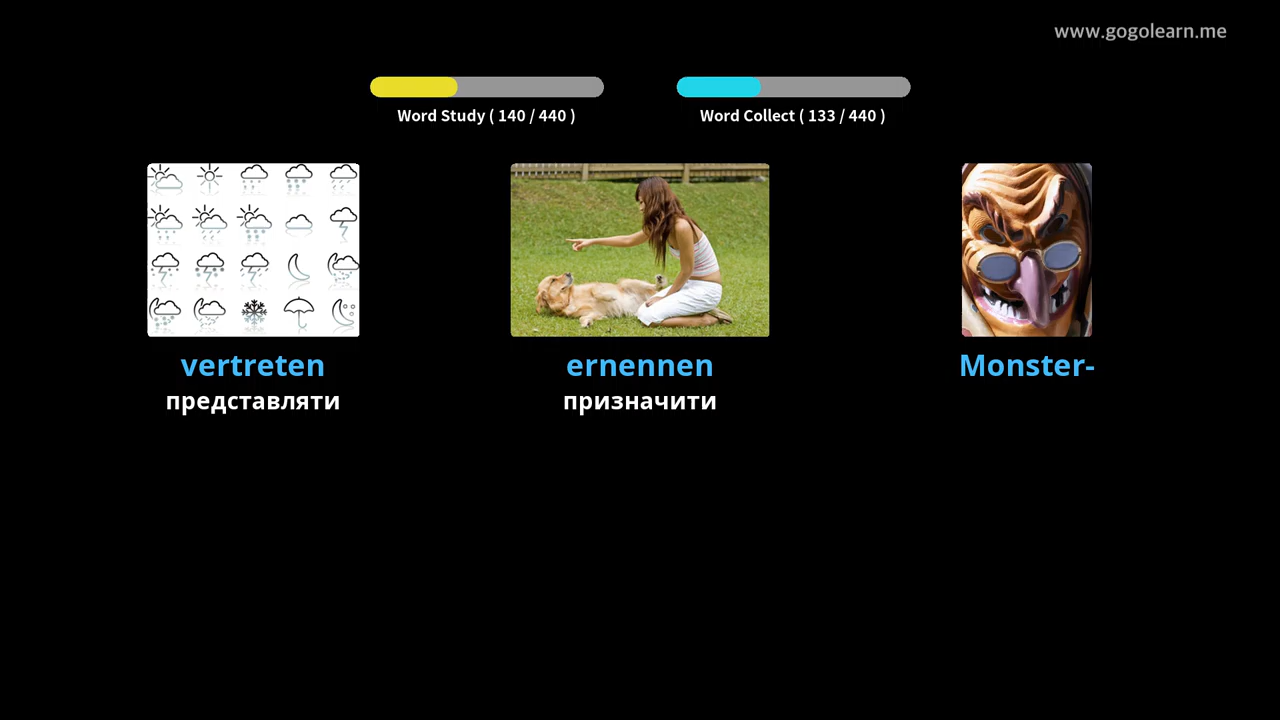 www.gogolearn.me
Word Study ( 140 / 440 )
Word Collect ( 133 / 440 )
vertreten
представляти
ernennen
призначити
Monster-